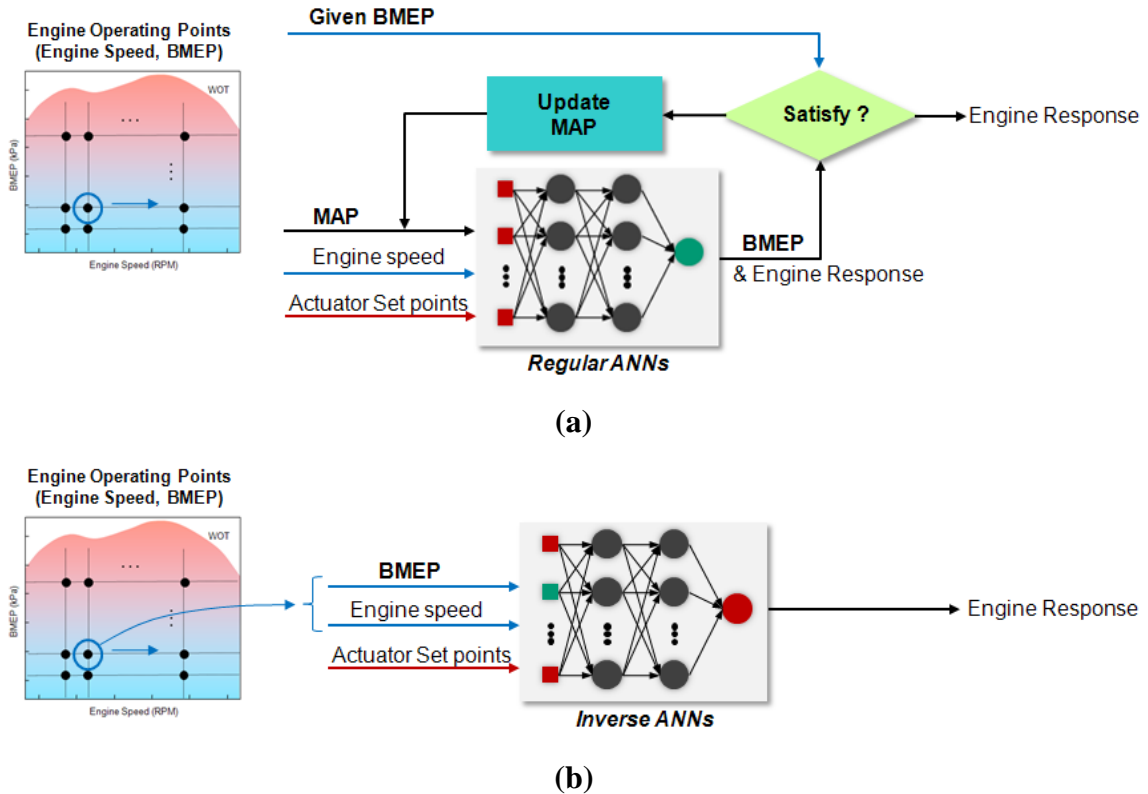 Engine Operating Points
(Engine Speed, BMEP)
WOT
...
BMEP (kPa)
Engine Speed (RPM)
Given BMEP
Update
MAP
Satisfy ?
Engine Response
MAP
Engine speed
Actuator Set points
BMEP
& Engine Response
Regular ANNs
(a)
Engine Operating Points
(Engine Speed, BMEP)
WOT
...
BMEP (kPa)
Engine Speed (RPM)
BMEP
Engine speed
Actuator Set points
Engine Response
Inverse ANNs
(b)